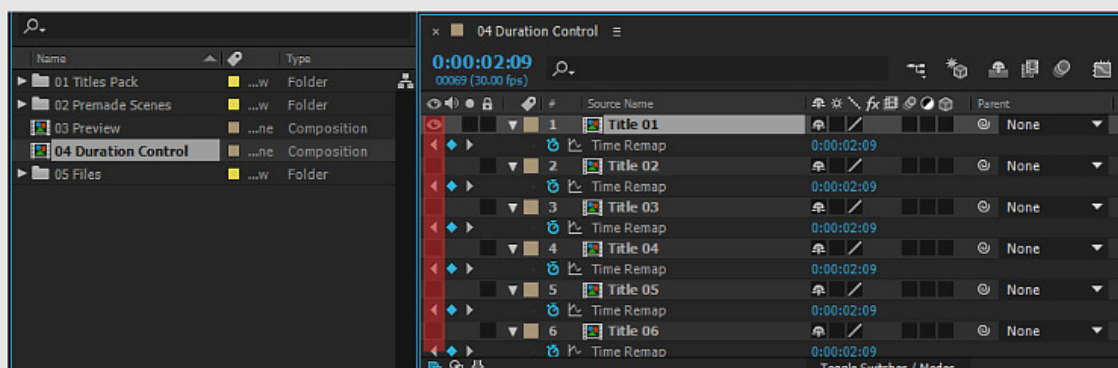 Name Type
01 Titles Pack ...w Folder
02 Premade Scenes ...w Folder
03 Preview ...ne Composition
04 Duration Control ...ne Composition
05 Files ...w Folder
04 Duration Control
0:00:02:09
00069 (30.00 fps)
# Source Name fx Parent
1 Title 01 None
Time Remap 0:00:02:09
2 Title 02 None
Time Remap 0:00:02:09
3 Title 03 None
Time Remap 0:00:02:09
4 Title 04 None
Time Remap 0:00:02:09
5 Title 05 None
Time Remap 0:00:02:09
6 Title 06 None
Time Remap 0:00:02:09
Toggle Switches / Modes